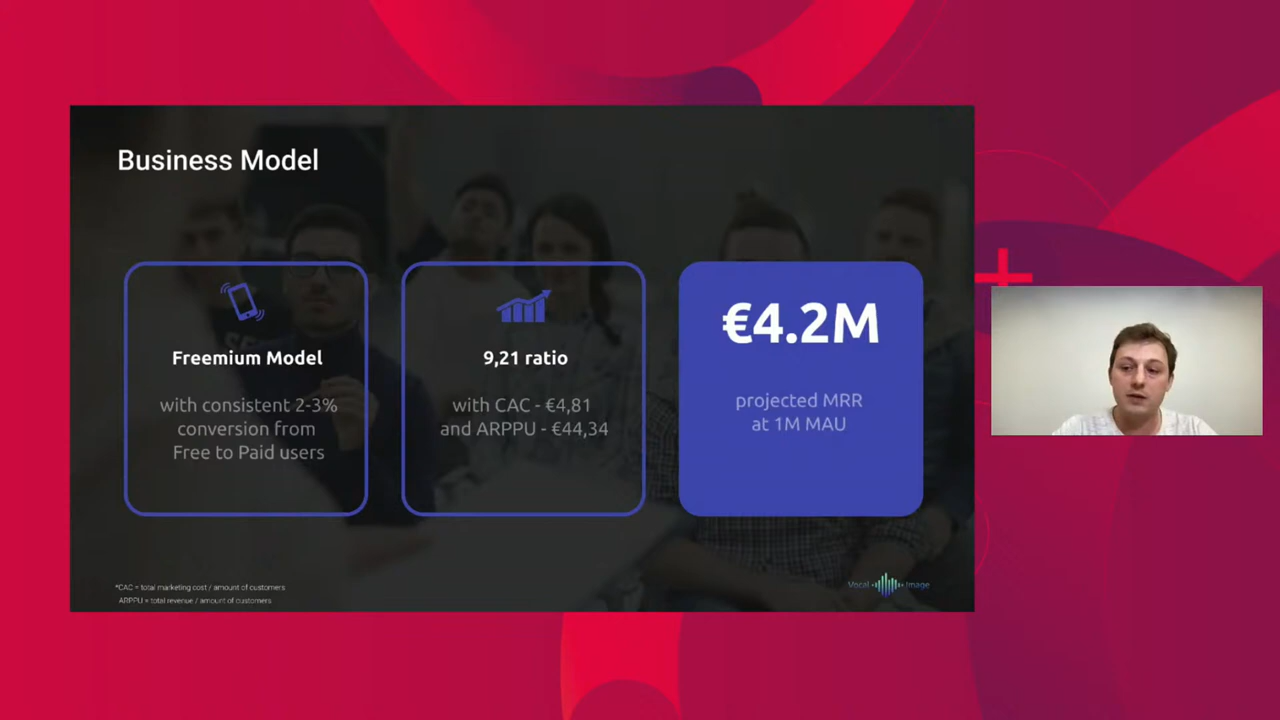 Business Model
Freemium Model
with consistent 2-3%
conversion from
Free to Paid users
9,21 ratio
with CAC - €4,81
and ARPPU - €44,34
€4.2M
projected MRR
at 1M MAU
*CAC = total marketing cost / amount of customers
ARPPU = total revenue / amount of customers
Vocal Image